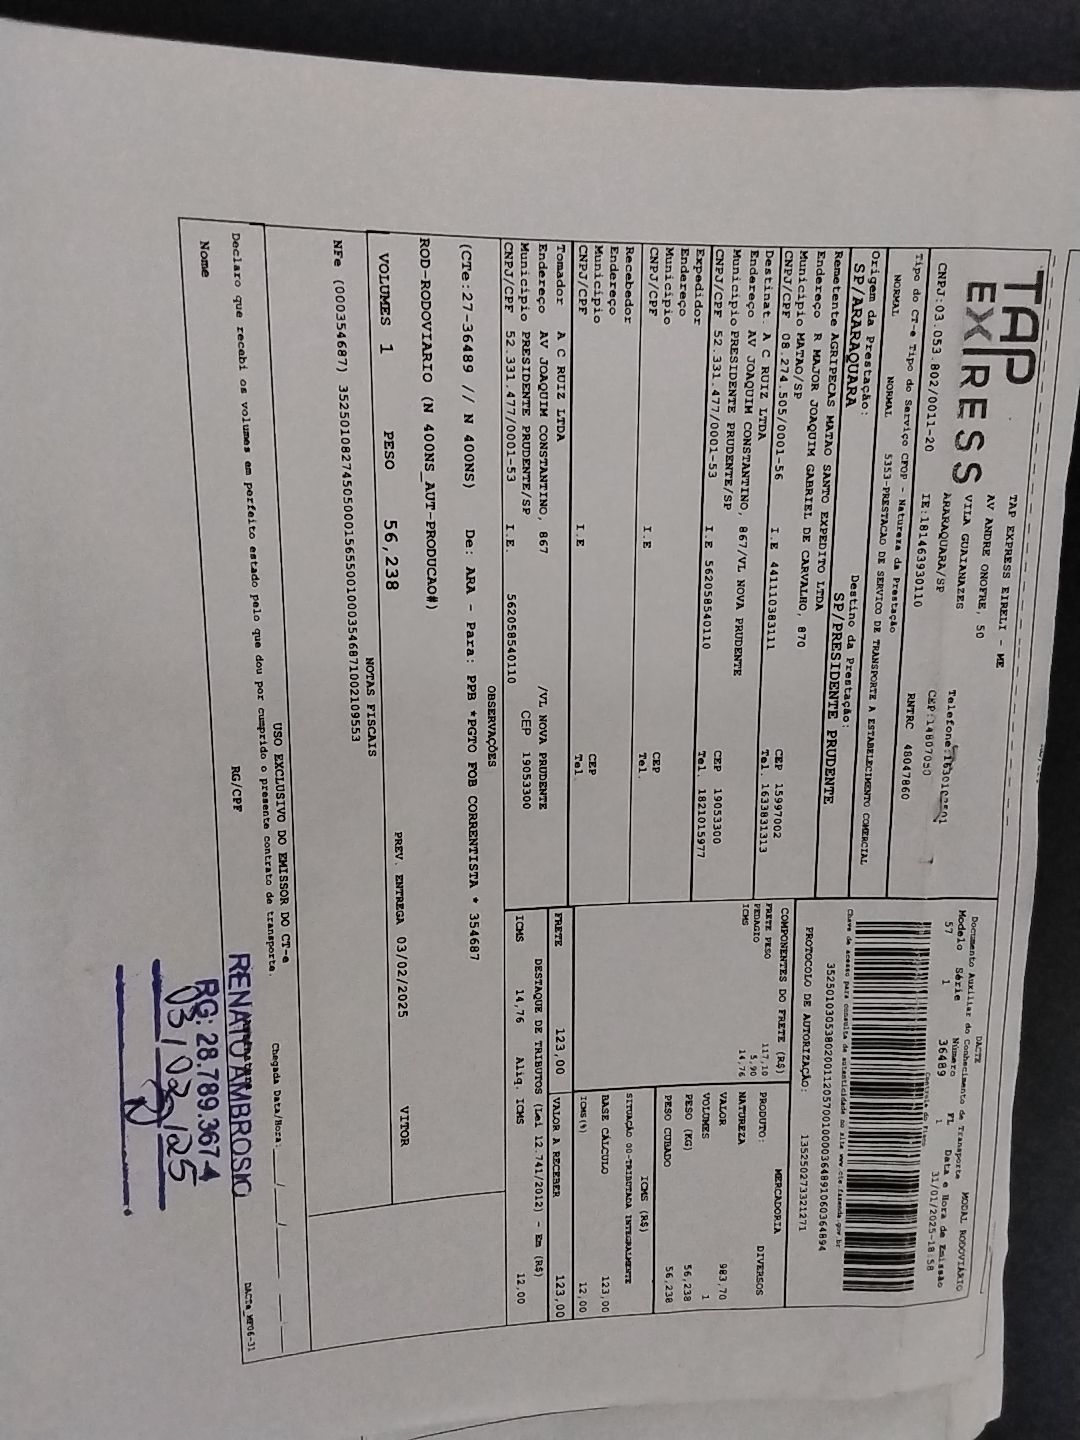 TAP
EXPRESS
TAP EXPRESS EIRELI - ME
AV ANDRE ONOFRE, 50
VILA GUAIANAZES
ARARAQUARA/SP
CEP:14807050
CNPJ:03.053.802/0011-20
IE:181463930110
RNTRC 48047860
Tipo do CT-e Tipo do Serviço CFOP - Natureza da Prestação
NORMAL NORMAL 5353-PRESTACAO DE SERVICO DE TRANSPORTE A ESTABELECIMENTO COMERCIAL
Origem da Prestação: Destino da Prestação:
SP/ARARAQUARA SP/PRESIDENTE PRUDENTE
DACTE
Documento Auxiliar do Conhecimento de Transporte MODAL RODOVIÁRIO
Modelo Série Número FL Data e Hora de Emissão
57 1 36489 1 31/01/2025-18:58
Controle do Fisco
Chave de acesso para consulta de autenticidade no site www.cte.fazenda.gov.br
35250103053802001120570010000364891060364894
PROTOCOLO DE AUTORIZAÇÃO: 135250273321271
Remetente AGRIPECAS MATAO SANTO EXPEDITO LTDA
Endereço R MAJOR JOAQUIM GABRIEL DE CARVALHO, 870
Município MATAO/SP CEP 15997002
CNPJ/CPF 08.274.505/0001-56 I.E 441110383111 Tel. 1633831313
Destinat. A C RUIZ LTDA
Endereço AV JOAQUIM CONSTANTINO, 867/VL NOVA PRUDENTE
Município PRESIDENTE PRUDENTE/SP CEP 19053300
CNPJ/CPF 52.331.477/0001-53 I.E 562058540110 Tel. 1821015977
Expedidor
Endereço
Município CEP
CNPJ/CPF I.E Tel.
Recebedor
Endereço
Município CEP
CNPJ/CPF I.E Tel.
Tomador A C RUIZ LTDA
Endereço AV JOAQUIM CONSTANTINO, 867 /VL NOVA PRUDENTE
Município PRESIDENTE PRUDENTE/SP CEP 19053300
CNPJ/CPF 52.331.477/0001-53 I.E. 562058540110
COMPONENTES DO FRETE (R$)
FRETE PESO 117,10
PEDAGIO 5,90
ICMS 14,76
MERCADORIA
PRODUTO: DIVERSOS
NATUREZA
VALOR 983,70
VOLUMES 1
PESO (KG) 56,238
PESO CUBADO 56,238
ICMS (R$)
SITUAÇÃO 00-TRIBUTADA INTEGRALMENTE
BASE CÁLCULO 123,00
ICMS(%) 12,00
FRETE 123,00 VALOR A RECEBER 123,00
DESTAQUE DE TRIBUTOS (Lei 12.741/2012) - Em (R$)
ICMS 14,76 Aliq. ICMS 12,00
OBSERVAÇÕES
(CTe:27-36489 // N 400NS) De: ARA - Para: PPB *PGTO FOB CORRENTISTA * 354687
ROD-RODOVIARIO (N 400NS_AUT-PRODUCAO#)
VOLUMES 1 PESO 56,238 PREV. ENTREGA 03/02/2025 VITOR
NOTAS FISCAIS
NFe (000354687) 35250108274505000156550010003546871002109553
USO EXCLUSIVO DO EMISSOR DO CT-e
Declaro que recebi os volumes em perfeito estado pelo que dou por cumprido o presente contrato de transporte.
Chegada Data/Hora: / /
Nome RG/CPF
RENATO AMBROSIO
RG: 28.789.367-4
03/02/25
DACTe_MP06-31